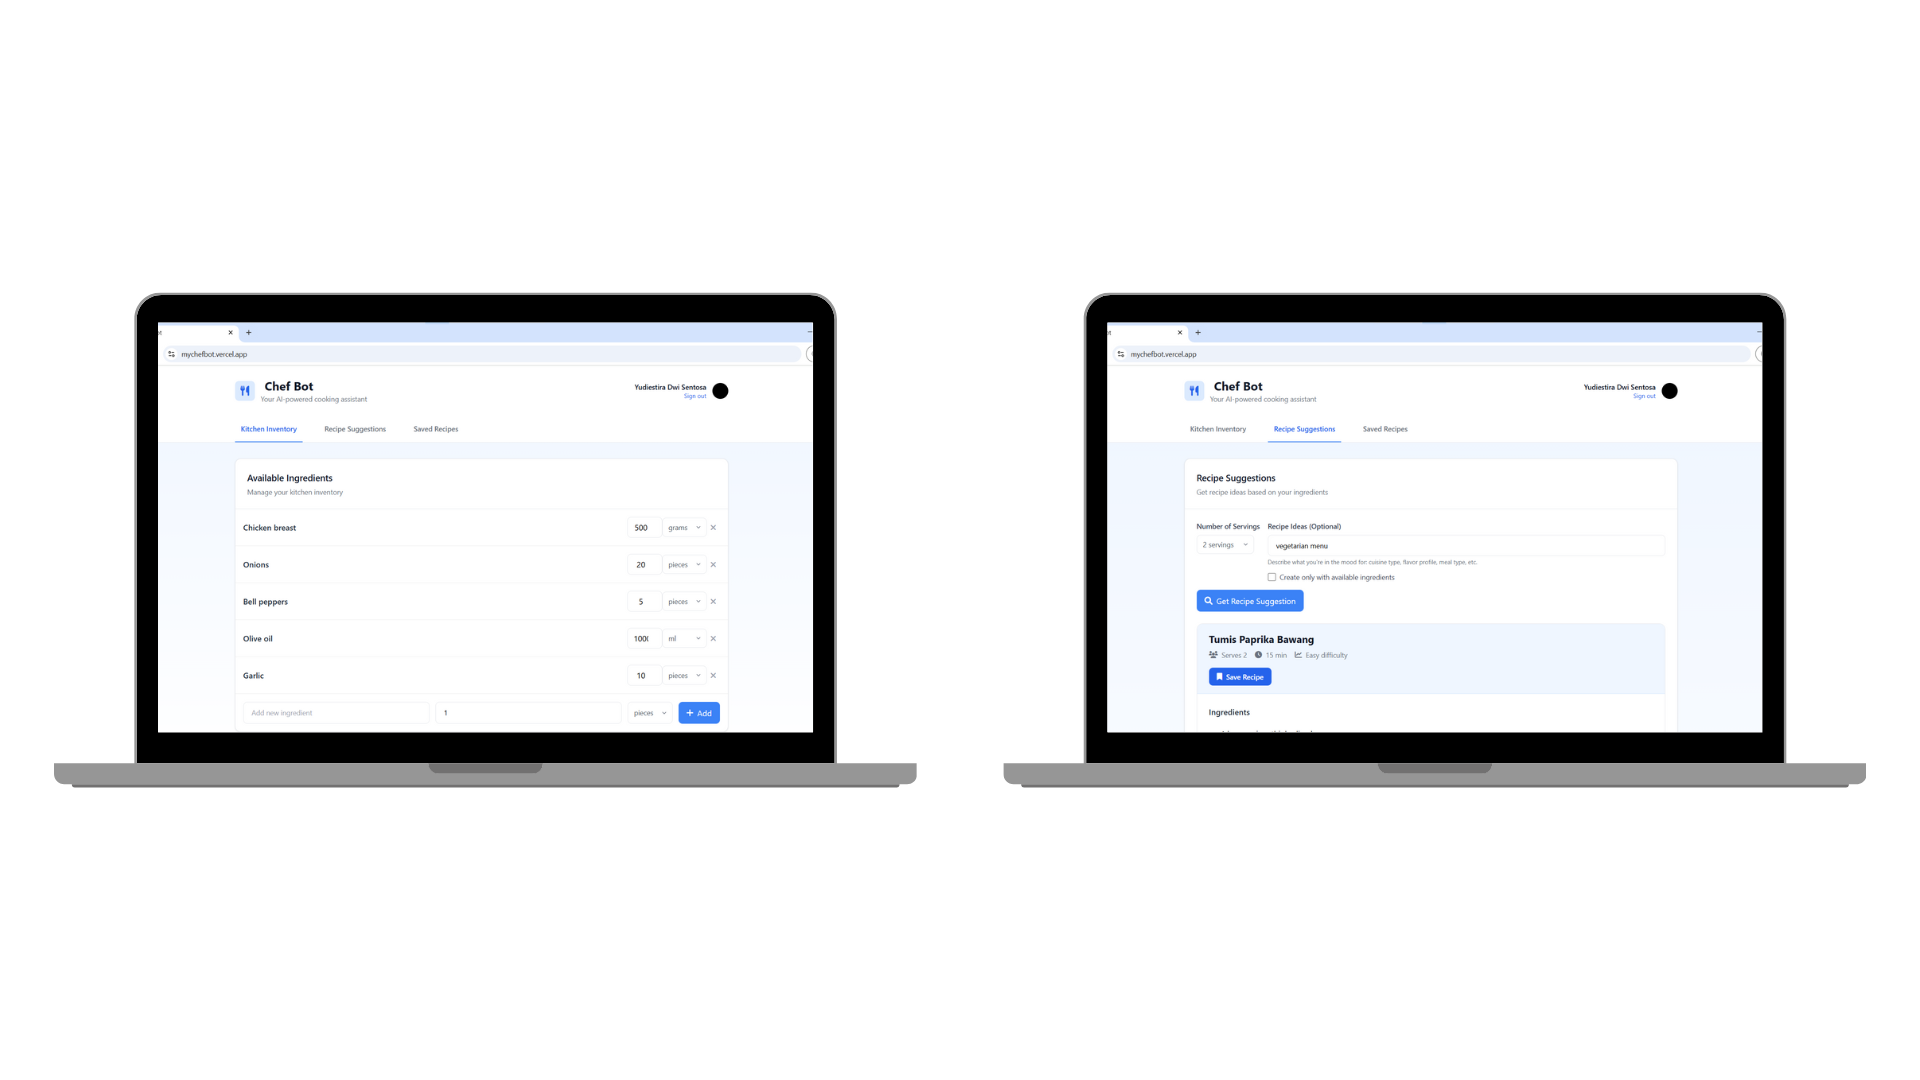 mychefbot.vercel.app
Chef Bot
Your AI-powered cooking assistant
Yudiestira Dwi Sentosa
Sign out
Kitchen Inventory
Recipe Suggestions
Saved Recipes
Available Ingredients
Manage your kitchen inventory
Chicken breast 500 grams
Onions 20 pieces
Bell peppers 5 pieces
Olive oil ml
Garlic 10 pieces
Add new ingredient 1 pieces + Add
mychefbot.vercel.app
Chef Bot
Your AI-powered cooking assistant
Yudiestira Dwi Sentosa
Sign out
Kitchen Inventory
Recipe Suggestions
Saved Recipes
Recipe Suggestions
Get recipe ideas based on your ingredients
Number of Servings
2 servings
Recipe Ideas (Optional)
vegetarian menu
Describe what you're in the mood for: cuisine type, flavor profile, meal type, etc.
Create only with available ingredients
Get Recipe Suggestion
Tumis Paprika Bawang
Serves 2 15 min Easy difficulty
Save Recipe
Ingredients